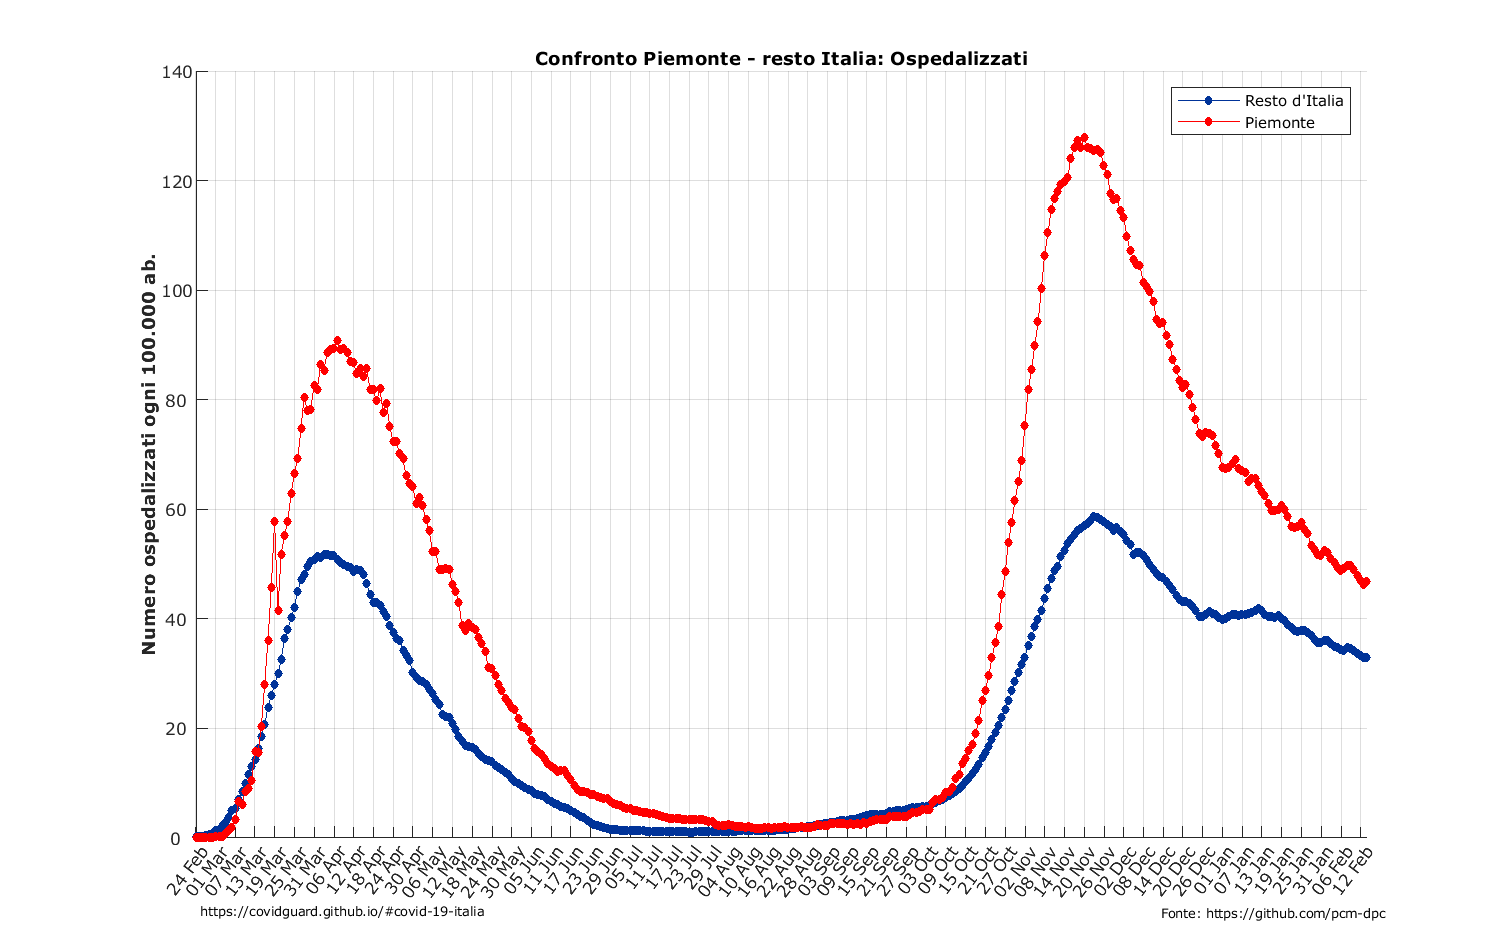 Confronto Piemonte - resto Italia: Ospedalizzati
Resto d'Italia
Piemonte
Numero ospedalizzati ogni 100.000 ab.
140
120
100
80
60
40
20
0
24 Feb
01 Mar
07 Mar
13 Mar
19 Mar
25 Mar
31 Mar
06 Apr
12 Apr
18 Apr
24 Apr
30 Apr
06 May
12 May
18 May
24 May
30 May
05 Jun
11 Jun
17 Jun
23 Jun
29 Jun
05 Jul
11 Jul
17 Jul
23 Jul
29 Jul
04 Aug
10 Aug
16 Aug
22 Aug
28 Aug
03 Sep
09 Sep
15 Sep
21 Sep
27 Sep
03 Oct
09 Oct
15 Oct
21 Oct
27 Oct
02 Nov
08 Nov
14 Nov
20 Nov
26 Nov
02 Dec
08 Dec
14 Dec
20 Dec
26 Dec
01 Jan
07 Jan
13 Jan
19 Jan
25 Jan
31 Jan
06 Feb
12 Feb
https://covidguard.github.io/#covid-19-italia
Fonte: https://github.com/pcm-dpc